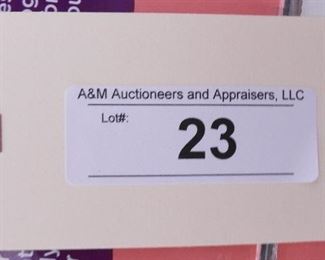 A&M Auctioneers and Appraisers, LLC
Lot#:
23